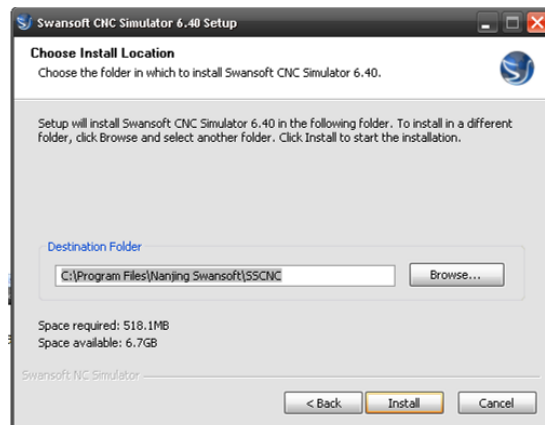 Swansoft CNC Simulator 6.40 Setup
Choose Install Location
Choose the folder in which to install Swansoft CNC Simulator 6.40.
Setup will install Swansoft CNC Simulator 6.40 in the following folder. To install in a different
folder, click Browse and select another folder. Click Install to start the installation.
Destination Folder
C:\Program Files\Nanjing Swansoft\SSCNC
Browse...
Space required: 518.1MB
Space available: 6.7GB
Swansoft NC Simulator
< Back
Install
Cancel